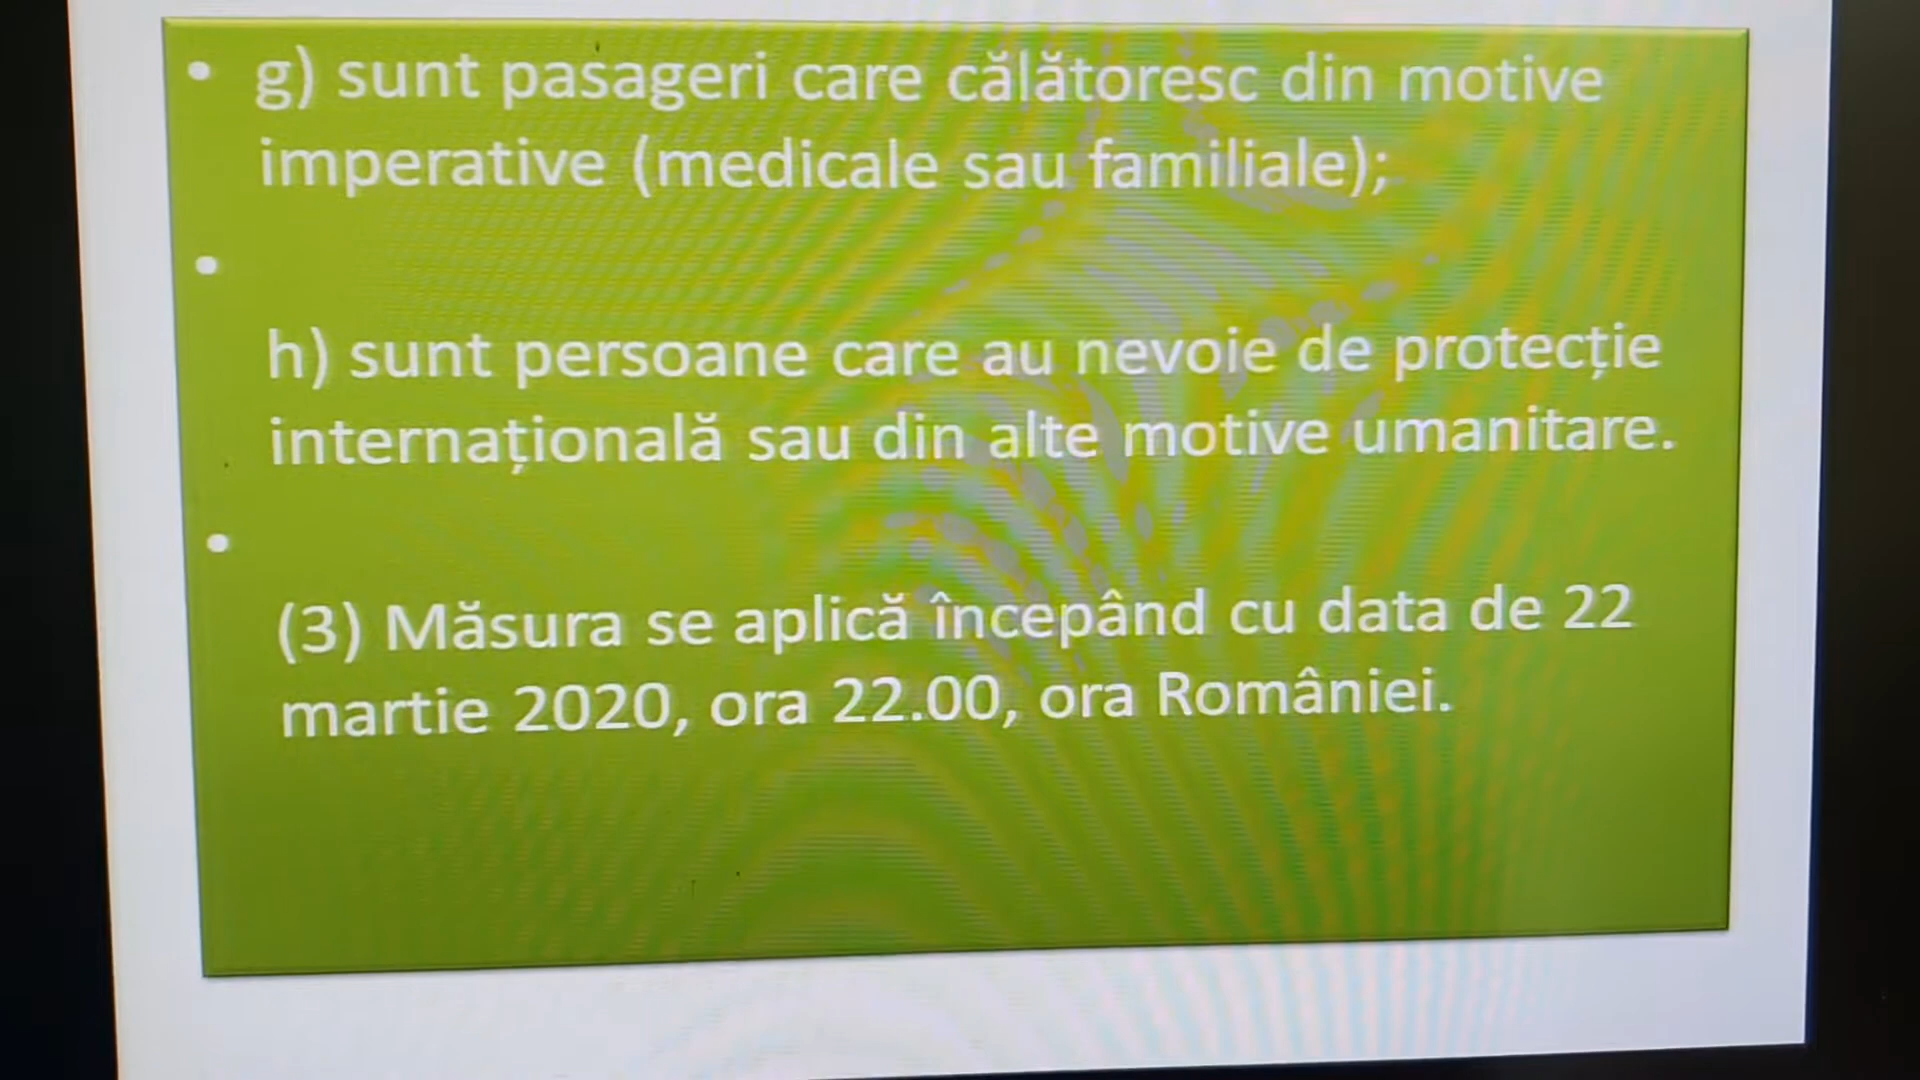 • g) sunt pasageri care călătoresc din motive
imperative (medicale sau familiale);
•
h) sunt persoane care au nevoie de protecție
internațională sau din alte motive umanitare.
•
(3) Măsura se aplică începând cu data de 22
martie 2020, ora 22.00, ora României.